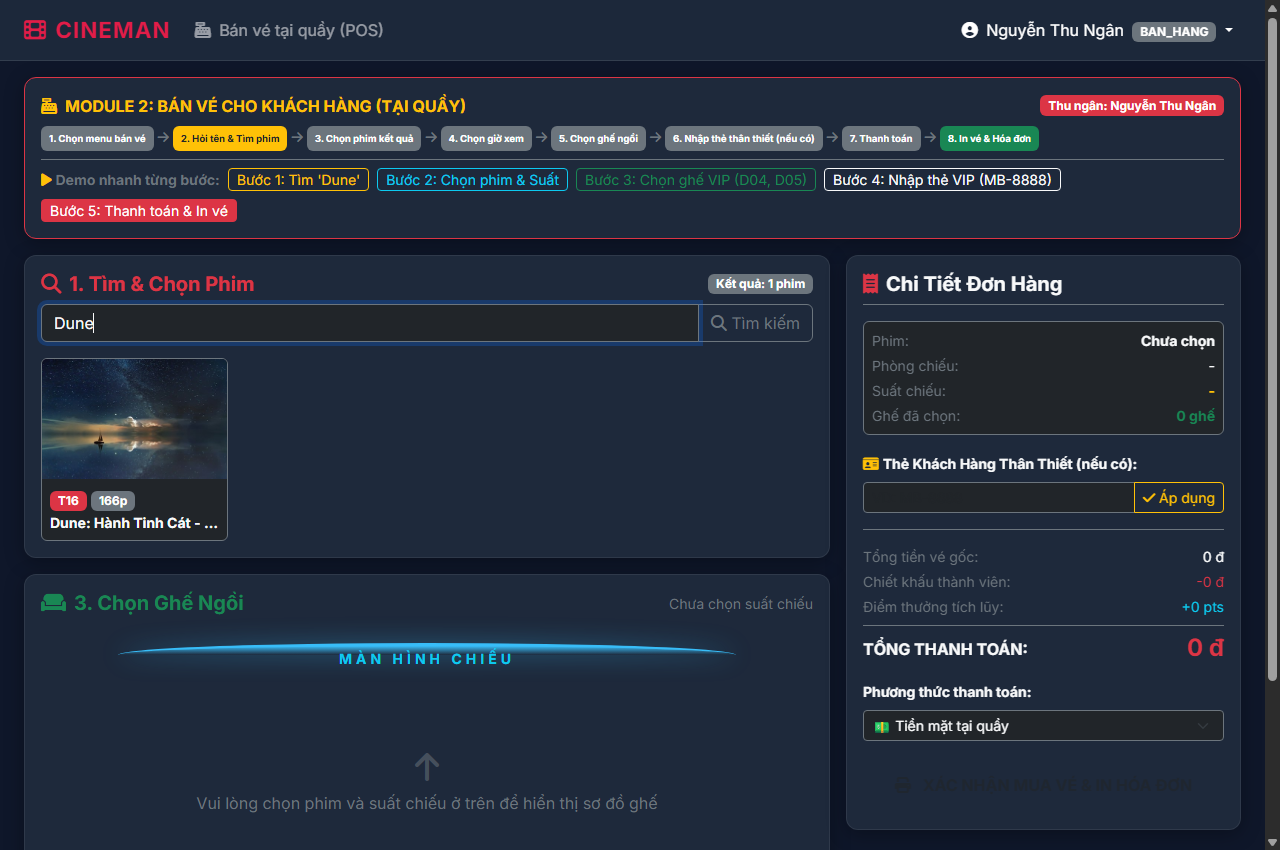 CINEMAN
Bán vé tại quầy (POS)
Nguyễn Thu Ngân BAN_HANG
MODULE 2: BÁN VÉ CHO KHÁCH HÀNG (TẠI QUẦY)
Thu ngân: Nguyễn Thu Ngân
1. Chọn menu bán vé → 2. Hỏi tên & Tìm phim → 3. Chọn phim kết quả → 4. Chọn giờ xem → 5. Chọn ghế ngồi → 6. Nhập thẻ thân thiết (nếu có) → 7. Thanh toán → 8. In vé & Hóa đơn
Demo nhanh từng bước: Bước 1: Tìm 'Dune' Bước 2: Chọn phim & Suất Bước 3: Chọn ghế VIP (D04, D05) Bước 4: Nhập thẻ VIP (MB-8888)
Bước 5: Thanh toán & In vé
1. Tìm & Chọn Phim
Kết quả: 1 phim
Dune
Tìm kiếm
T16 166p
Dune: Hành Tinh Cát - ...
3. Chọn Ghế Ngồi
Chưa chọn suất chiếu
MÀN HÌNH CHIẾU
Vui lòng chọn phim và suất chiếu ở trên để hiển thị sơ đồ ghế
Chi Tiết Đơn Hàng
Phim: Chưa chọn
Phòng chiếu: -
Suất chiếu: -
Ghế đã chọn: 0 ghế
Thẻ Khách Hàng Thân Thiết (nếu có):
Áp dụng
Tổng tiền vé gốc: 0 đ
Chiết khấu thành viên: -0 đ
Điểm thưởng tích lũy: +0 pts
TỔNG THANH TOÁN: 0 đ
Phương thức thanh toán:
Tiền mặt tại quầy
XÁC NHẬN MUA VÉ & IN HÓA ĐƠN